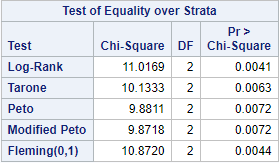 Test of Equality over Strata
Pr >
Test Chi-Square DF Chi-Square
Log-Rank 11.0169 2 0.0041
Tarone 10.1333 2 0.0063
Peto 9.8811 2 0.0072
Modified Peto 9.8718 2 0.0072
Fleming(0,1) 10.8720 2 0.0044